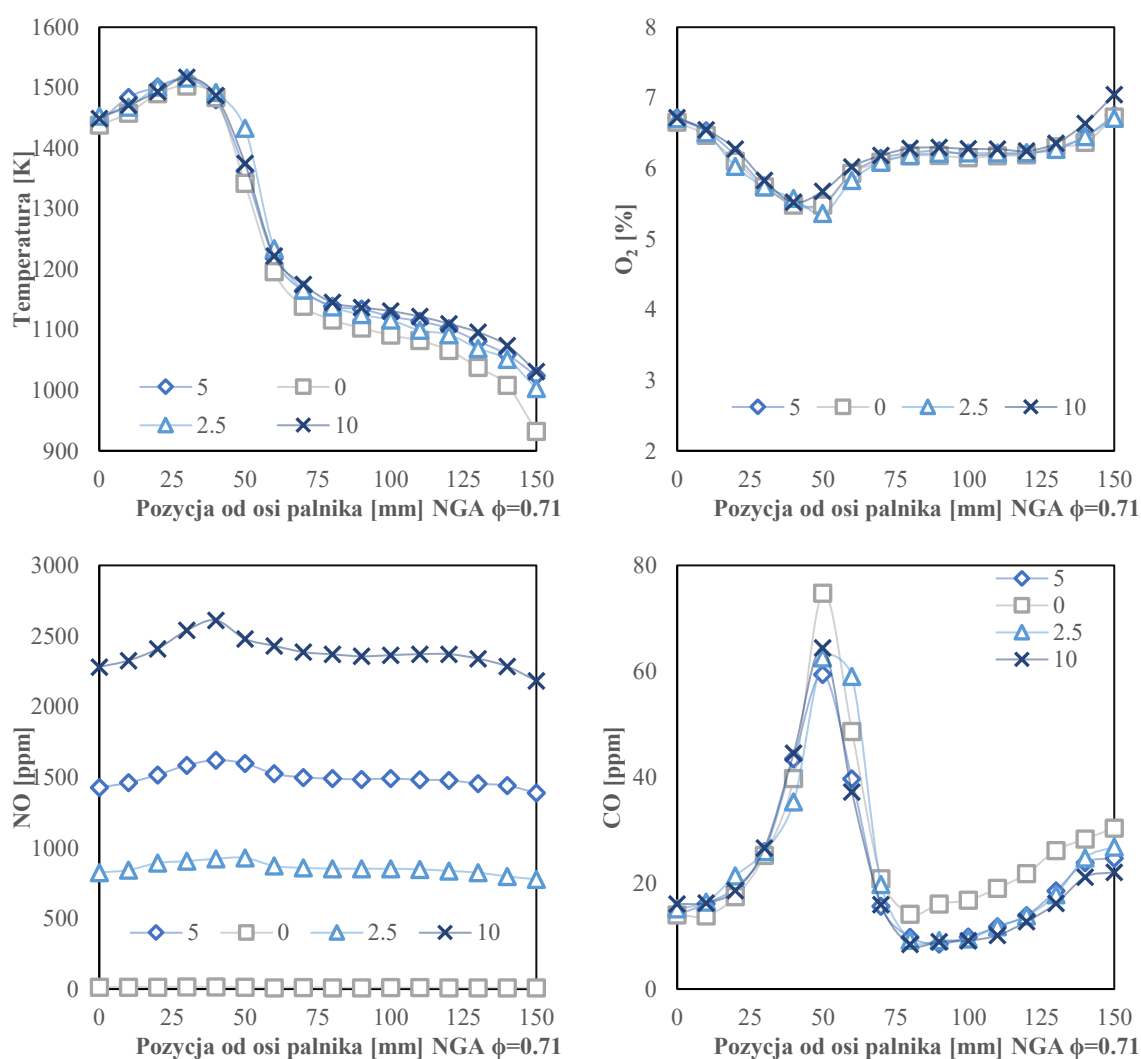 1600
1500
1400
1300
1200
1100
1000
900
Temperatura [K]
5
0
2.5
10
0 25 50 75 100 125 150
Pozycja od osi palnika [mm] NGA ϕ=0.71
8
7
6
5
4
3
2
O₂ [%]
5 0 2.5 10
0 25 50 75 100 125 150
Pozycja od osi palnika [mm] NGA ϕ=0.71
3000
2500
2000
1500
1000
500
0
NO [ppm]
5 0 2.5 10
0 25 50 75 100 125 150
Pozycja od osi palnika [mm] NGA ϕ=0.71
80
60
40
20
0
CO [ppm]
5
0
2.5
10
0 25 50 75 100 125 150
Pozycja od osi palnika [mm] NGA ϕ=0.71